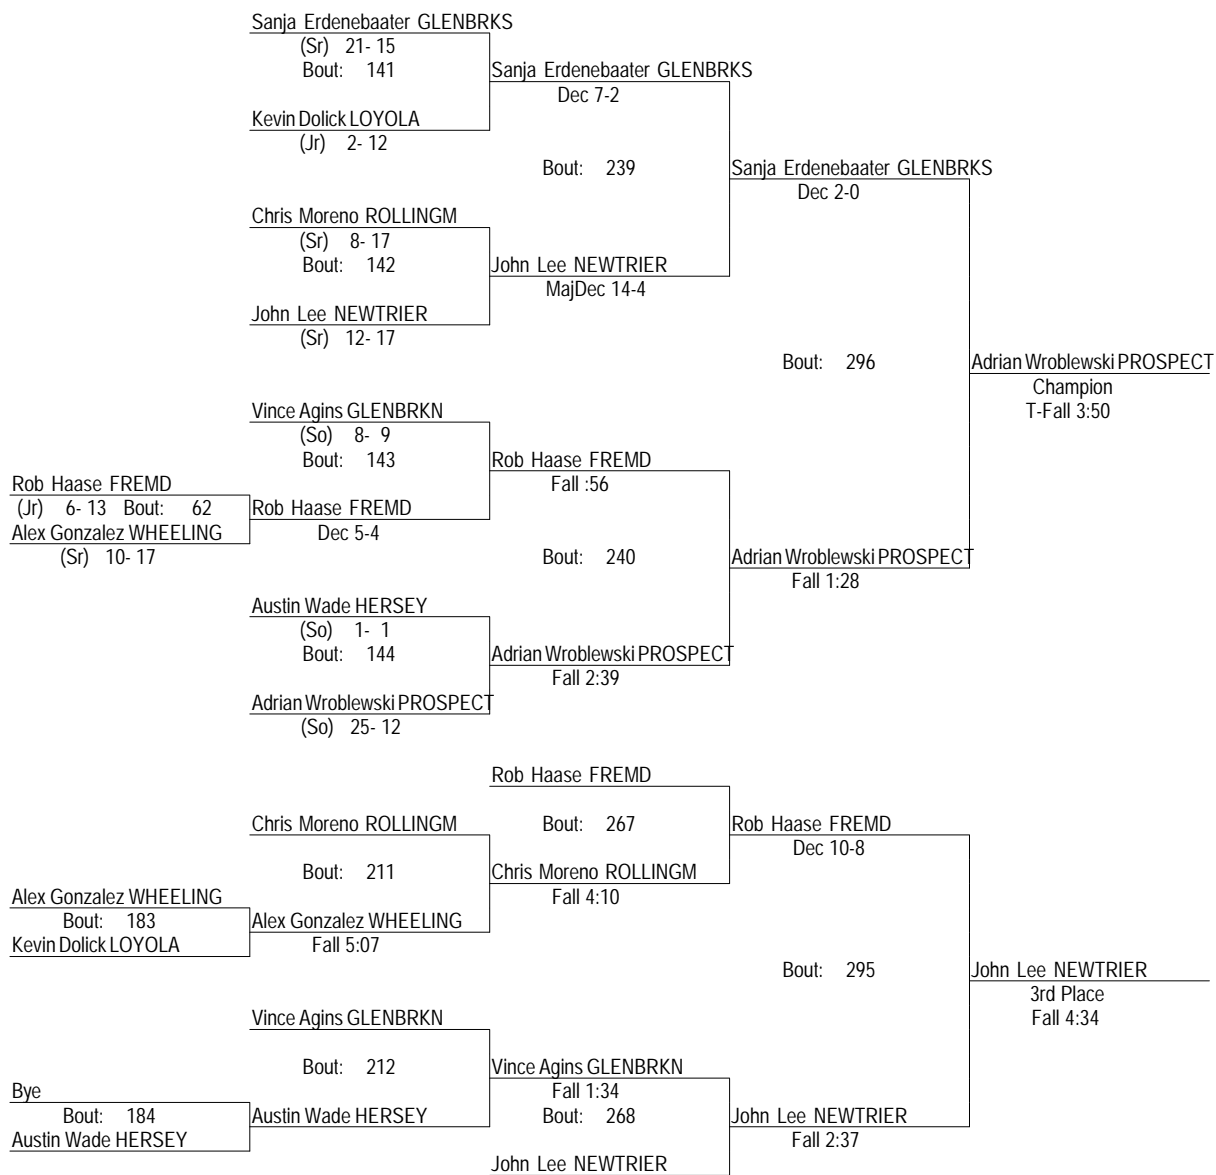 Sanja Erdenebaater GLENBRKS
(Sr) 21- 15
Bout: 141
Sanja Erdenebaater GLENBRKS
Dec 7-2
Kevin Dolick LOYOLA
(Jr) 2- 12
Bout: 239
Sanja Erdenebaater GLENBRKS
Dec 2-0
Chris Moreno ROLLINGM
(Sr) 8- 17
Bout: 142
John Lee NEWTRIER
MajDec 14-4
John Lee NEWTRIER
(Sr) 12- 17
Bout: 296
Adrian Wroblewski PROSPECT
Champion
T-Fall 3:50
Vince Agins GLENBRKN
(So) 8- 9
Bout: 143
Rob Haase FREMD
Fall :56
Rob Haase FREMD
(Jr) 6- 13 Bout: 62
Rob Haase FREMD
Dec 5-4
Alex Gonzalez WHEELING
(Sr) 10- 17
Bout: 240
Adrian Wroblewski PROSPECT
Fall 1:28
Austin Wade HERSEY
(So) 1- 1
Bout: 144
Adrian Wroblewski PROSPECT
Fall 2:39
Adrian Wroblewski PROSPECT
(So) 25- 12
Rob Haase FREMD
Chris Moreno ROLLINGM
Bout: 267
Rob Haase FREMD
Dec 10-8
Bout: 211
Chris Moreno ROLLINGM
Fall 4:10
Alex Gonzalez WHEELING
Bout: 183
Alex Gonzalez WHEELING
Fall 5:07
Kevin Dolick LOYOLA
Bout: 295
John Lee NEWTRIER
3rd Place
Fall 4:34
Vince Agins GLENBRKN
Bout: 212
Vince Agins GLENBRKN
Fall 1:34
Bye
Bout: 184
Austin Wade HERSEY
Bout: 268
John Lee NEWTRIER
Fall 2:37
Austin Wade HERSEY
John Lee NEWTRIER